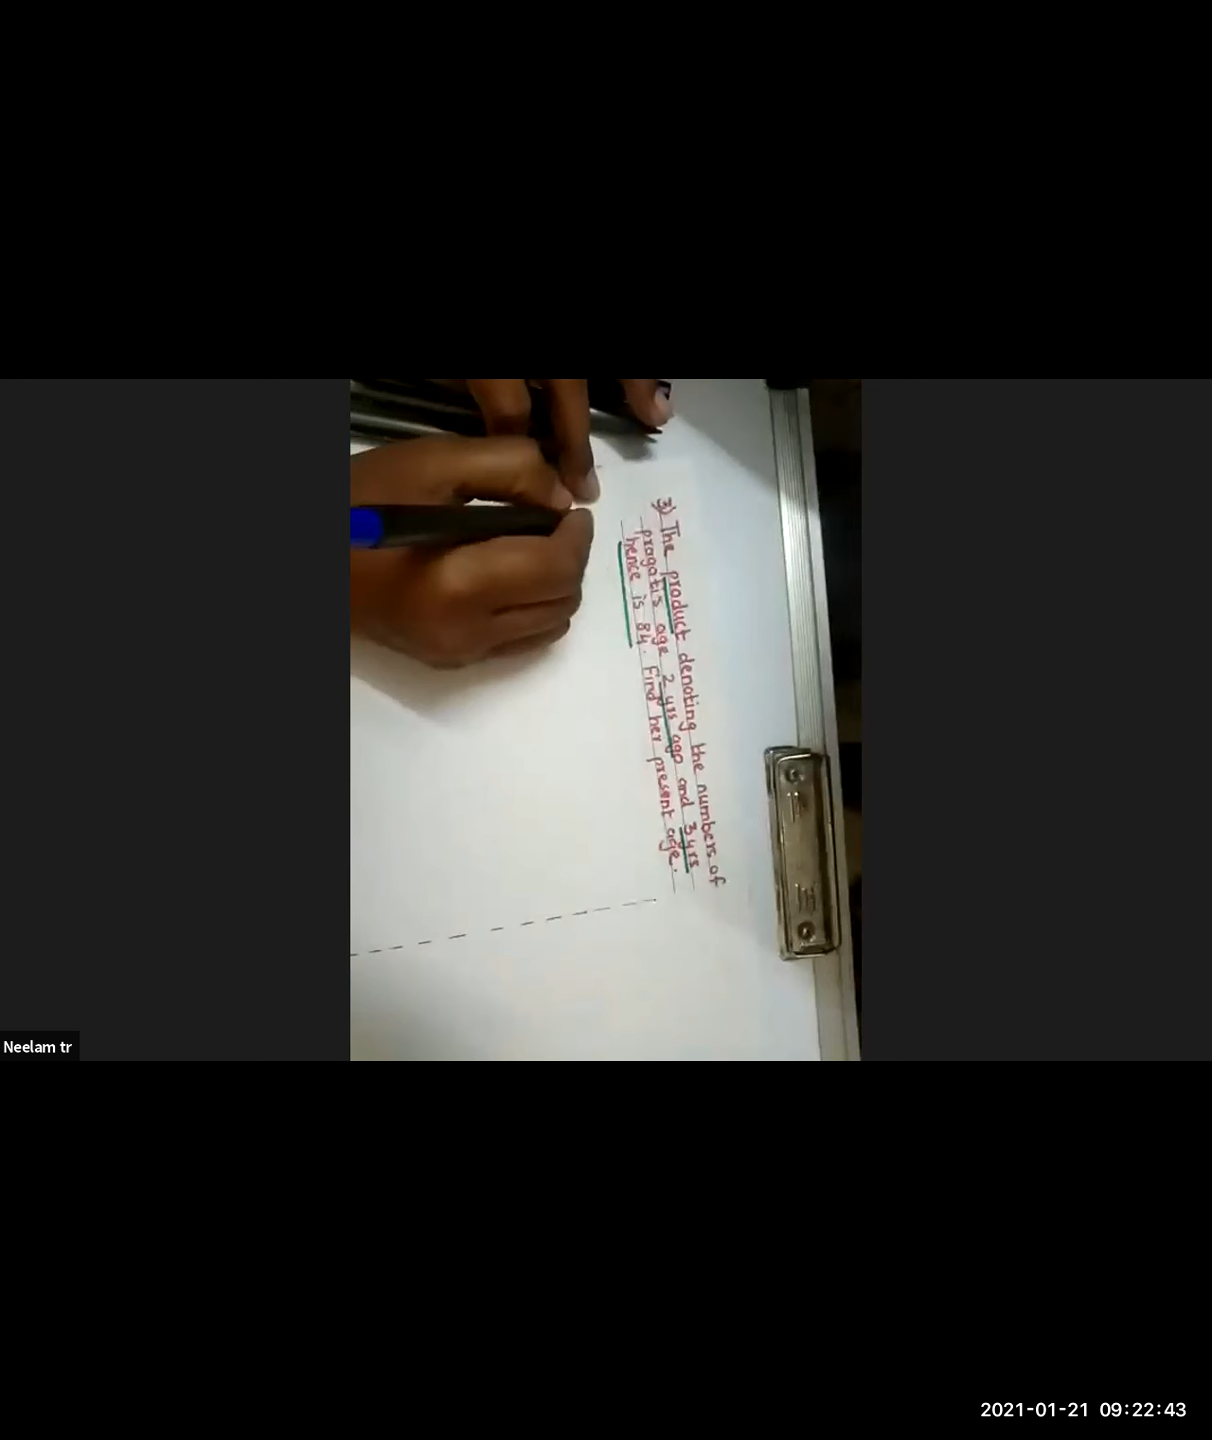 3) The product denoting the numbers of
pragatis age 2 yrs ago and 3 yrs
hence is 84. Find her present age.
Neelam tr
2021-01-21 09:22:43